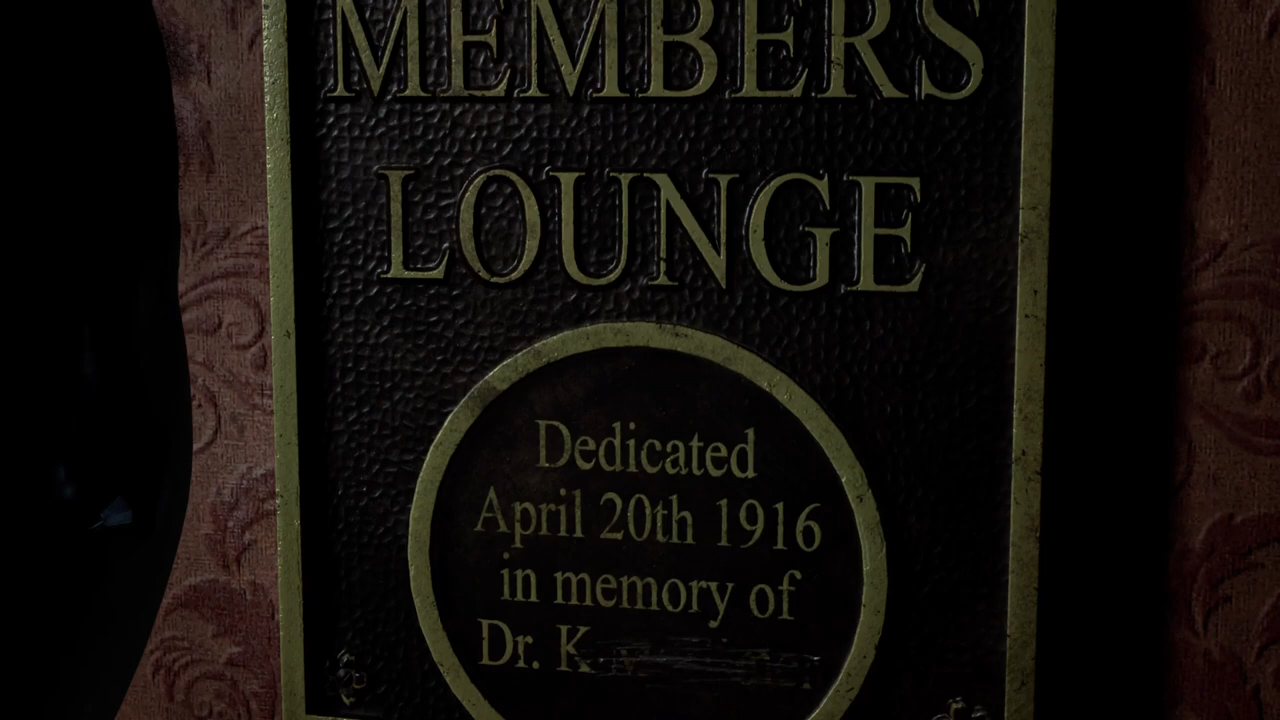 MEMBERS
LOUNGE
Dedicated
April 20th 1916
in memory of
Dr. K